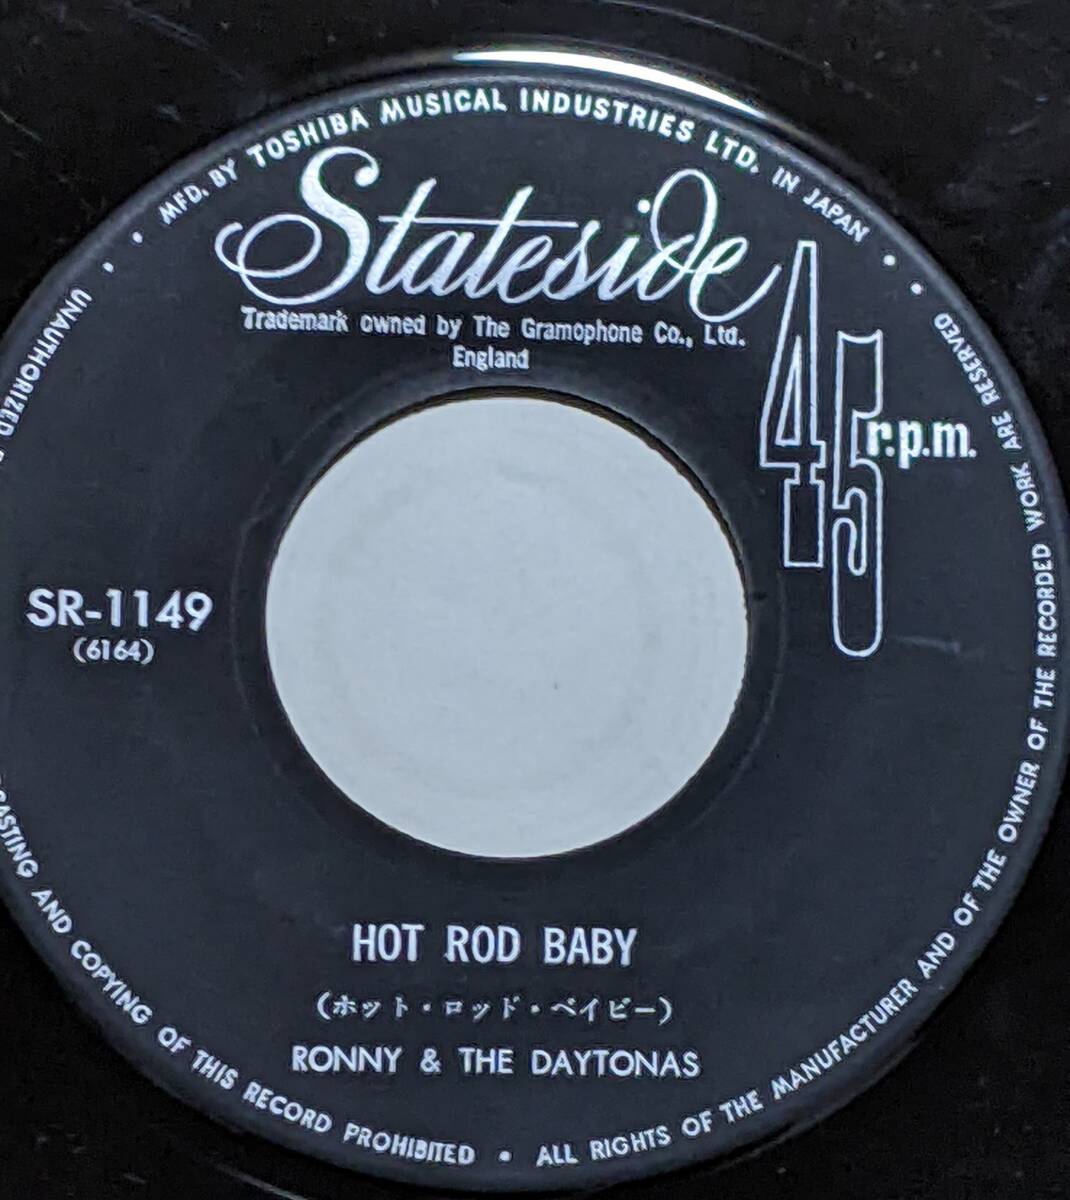 MFD. BY TOSHIBA MUSICAL INDUSTRIES LTD. IN JAPAN
Stateside
Trademark owned by The Gramophone Co., Ltd.
England
45 r.p.m.
SR-1149
(6164)
HOT ROD BABY
(ホット・ロッド・ベイビー)
RONNY & THE DAYTONAS
UNAUTHORIZED
AND COPYING OF THIS RECORD PROHIBITED • ALL RIGHTS OF THE MANUFACTURER AND OF THE OWNER OF THE RECORDED WORK ARE RESERVED